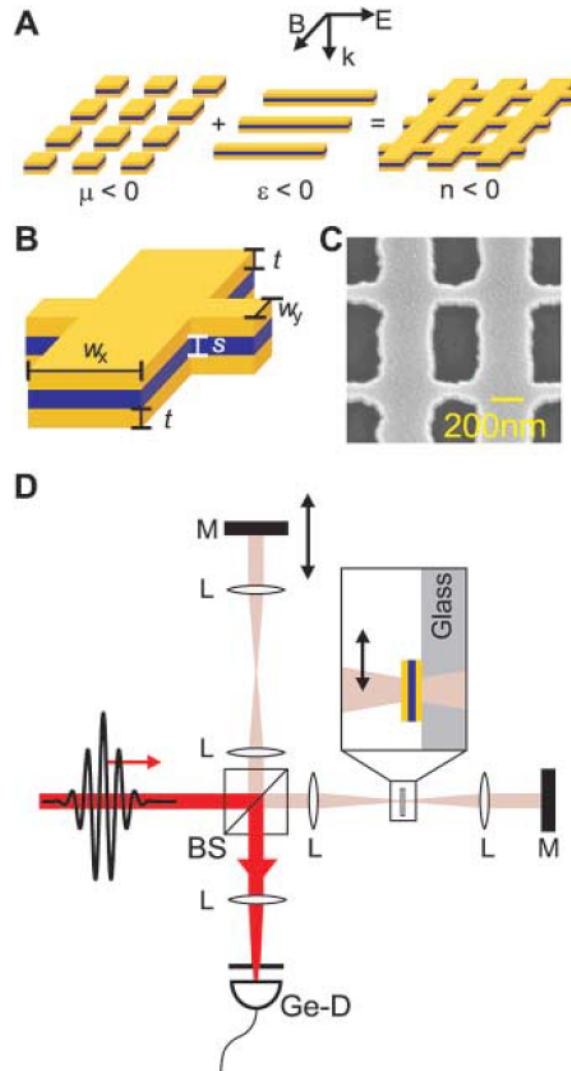 A
B
E
k
+
=
μ < 0
ε < 0
n < 0
B
t
w_y
s
w_x
t
C
200nm
D
M
L
Glass
L
BS
L
L
M
L
Ge-D